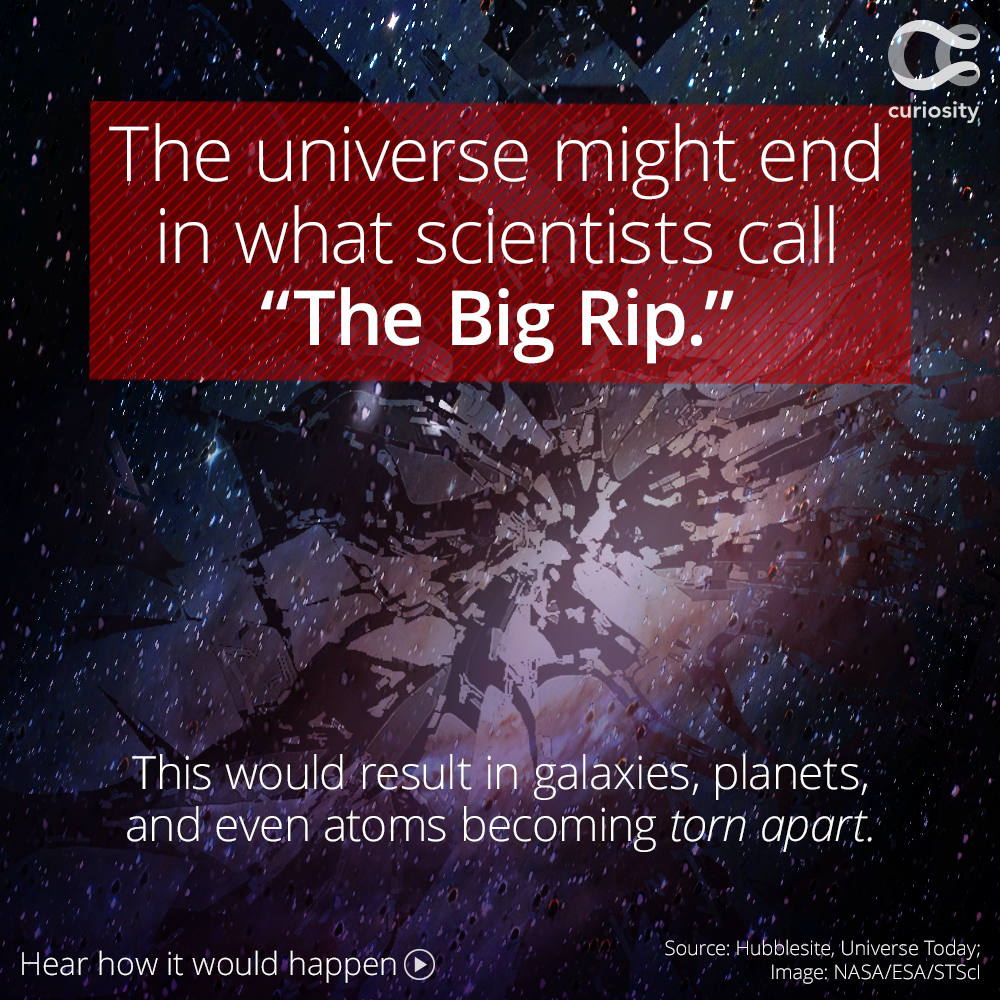 curiosity
The universe might end
in what scientists call
“The Big Rip.”
This would result in galaxies, planets,
and even atoms becoming torn apart.
Hear how it would happen
Source: Hubblesite, Universe Today;
Image: NASA/ESA/STScI